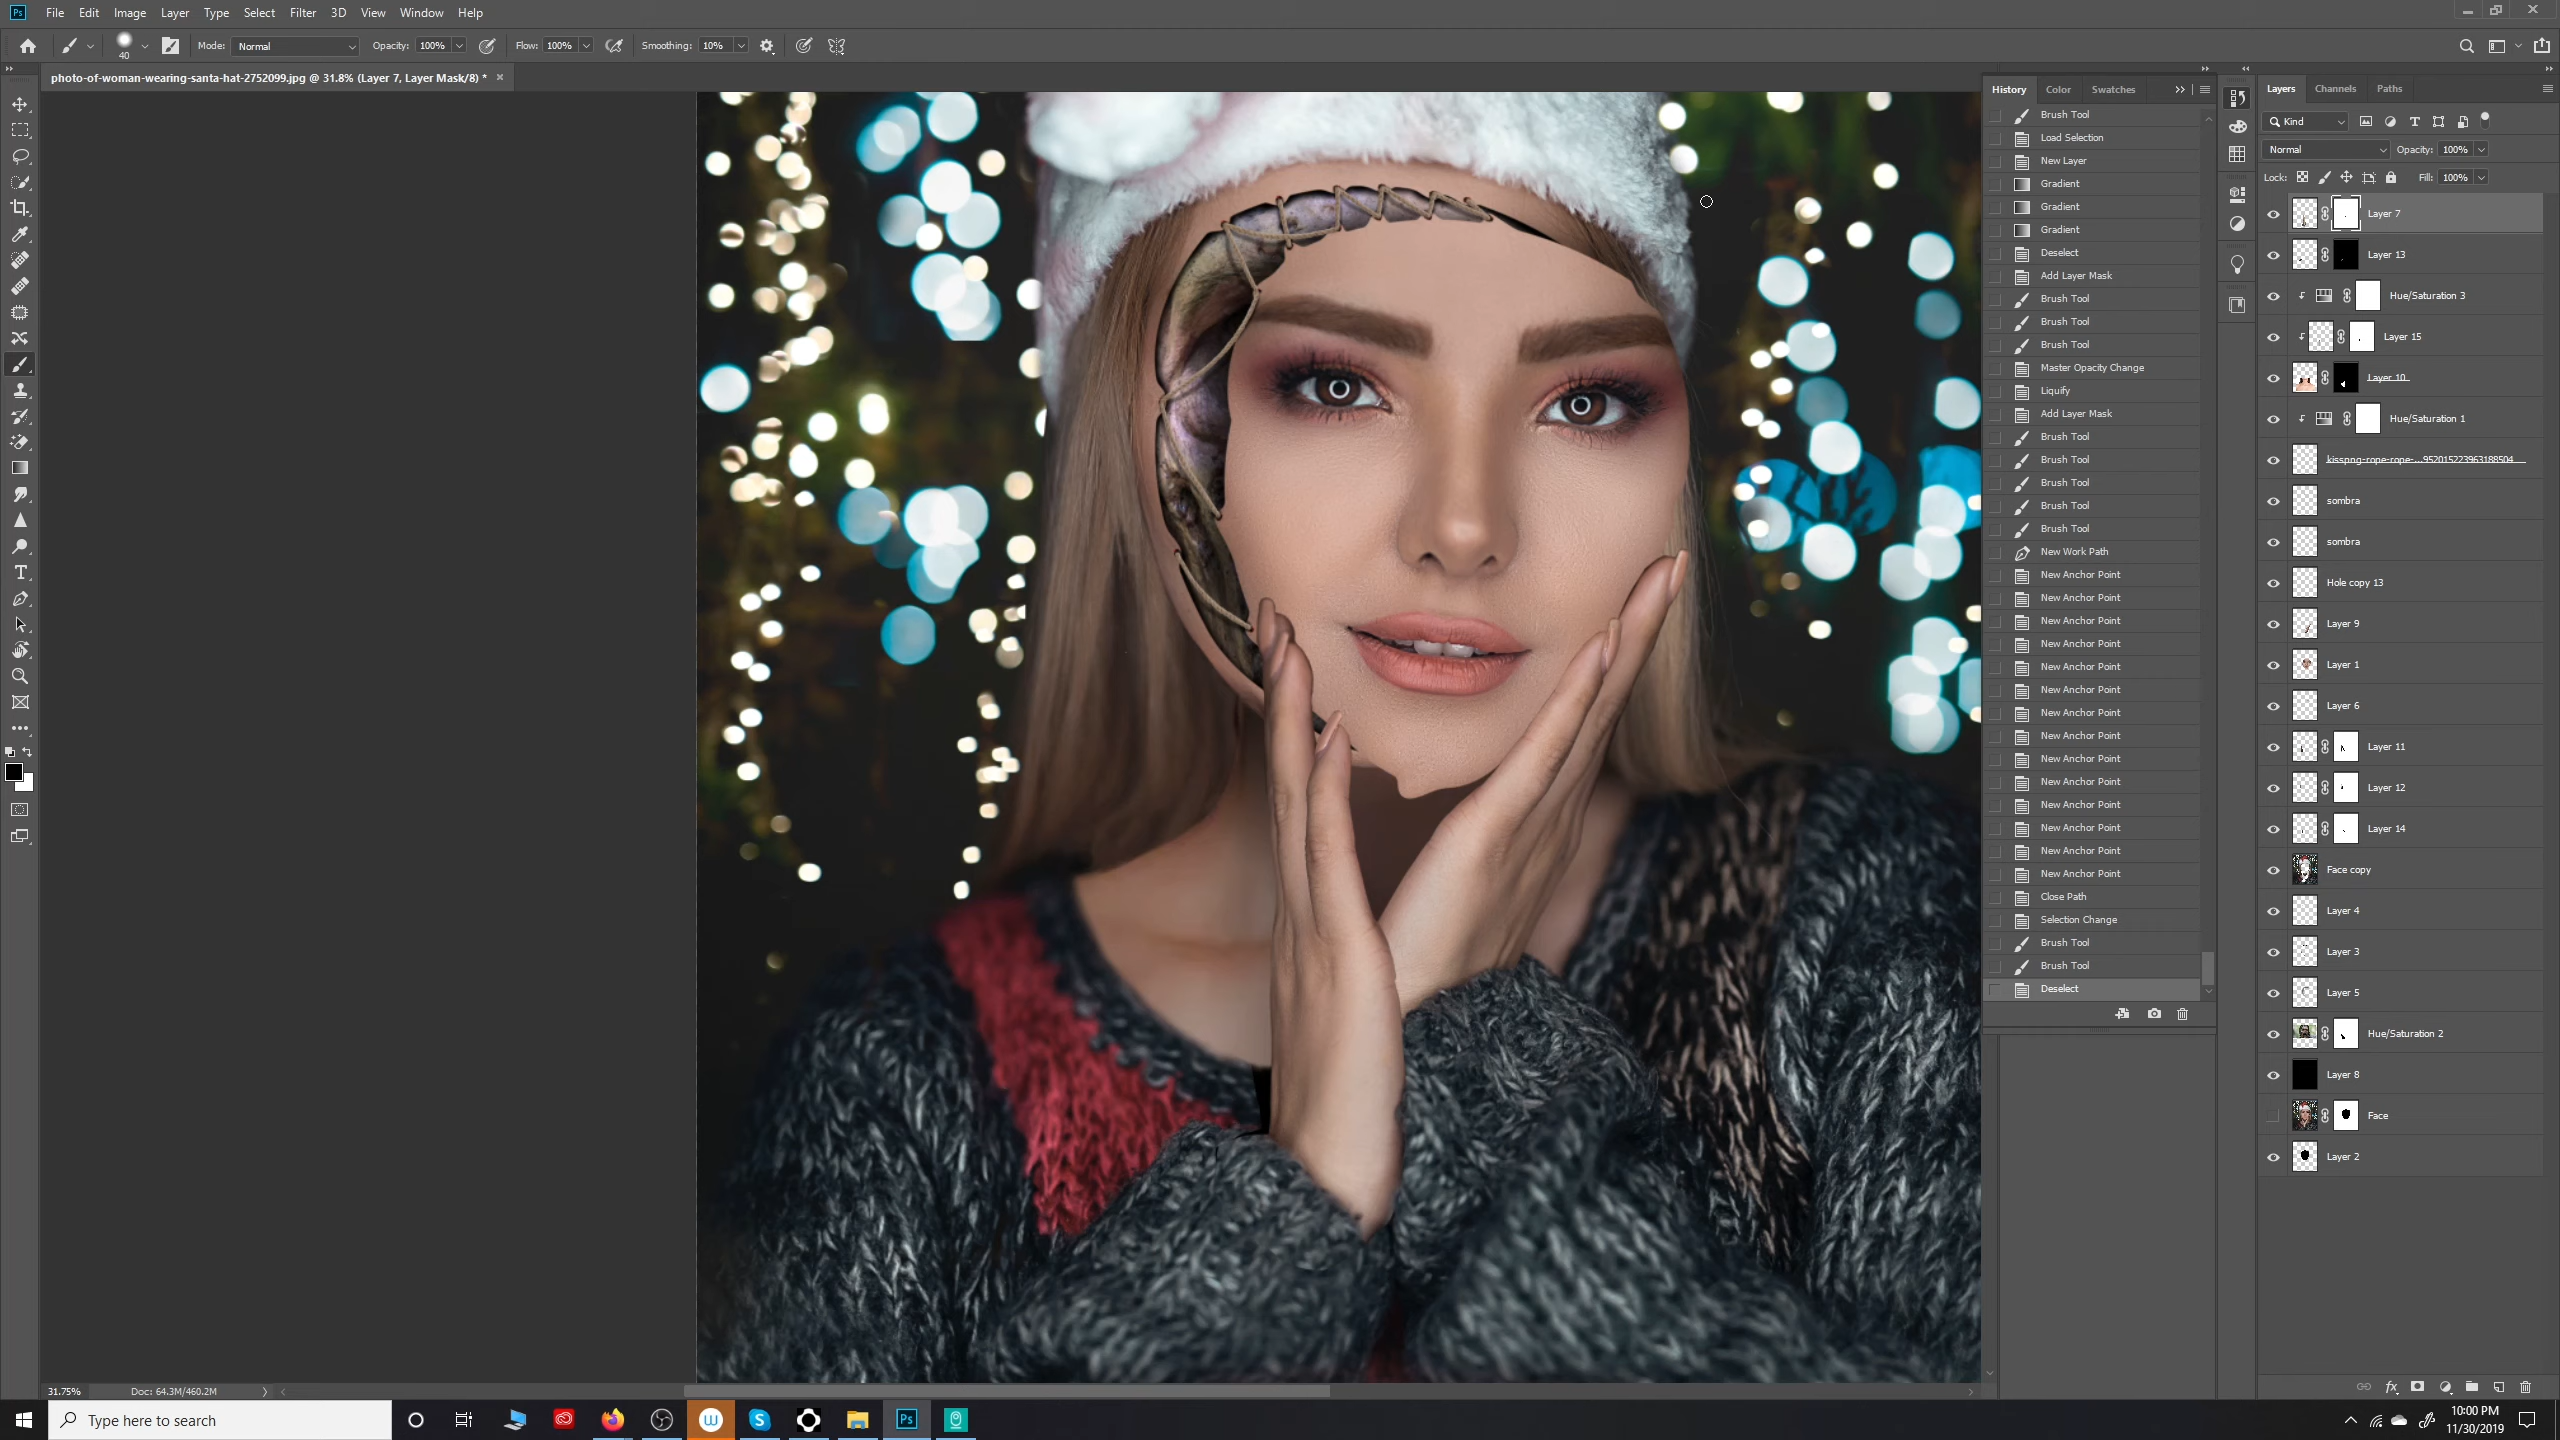 Ps File Edit Image Layer Type Select Filter 3D View Window Help
40 Mode: Normal Opacity: 100% Flow: 100% Smoothing: 10%
photo-of-woman-wearing-santa-hat-2752099.jpg @ 31.8% (Layer 7, Layer Mask/8) * ×
History Color Swatches
Brush Tool
Load Selection
New Layer
Gradient
Gradient
Gradient
Deselect
Add Layer Mask
Brush Tool
Brush Tool
Brush Tool
Master Opacity Change
Liquify
Add Layer Mask
Brush Tool
Brush Tool
Brush Tool
Brush Tool
Brush Tool
New Work Path
New Anchor Point
New Anchor Point
New Anchor Point
New Anchor Point
New Anchor Point
New Anchor Point
New Anchor Point
New Anchor Point
New Anchor Point
New Anchor Point
New Anchor Point
New Anchor Point
New Anchor Point
New Anchor Point
Close Path
Selection Change
Brush Tool
Brush Tool
Deselect
Layers Channels Paths
Kind
Normal Opacity: 100%
Lock: Fill: 100%
Layer 7
Layer 13
Hue/Saturation 3
Layer 15
Layer 10
Hue/Saturation 1
kisspng-rope-rope-...952015223963188504
sombra
sombra
Hole copy 13
Layer 9
Layer 1
Layer 6
Layer 11
Layer 12
Layer 14
Face copy
Layer 4
Layer 3
Layer 5
Hue/Saturation 2
Layer 8
Face
Layer 2
fx
31.75% Doc: 64.3M/460.2M
Type here to search
W S Ps
10:00 PM
11/30/2019